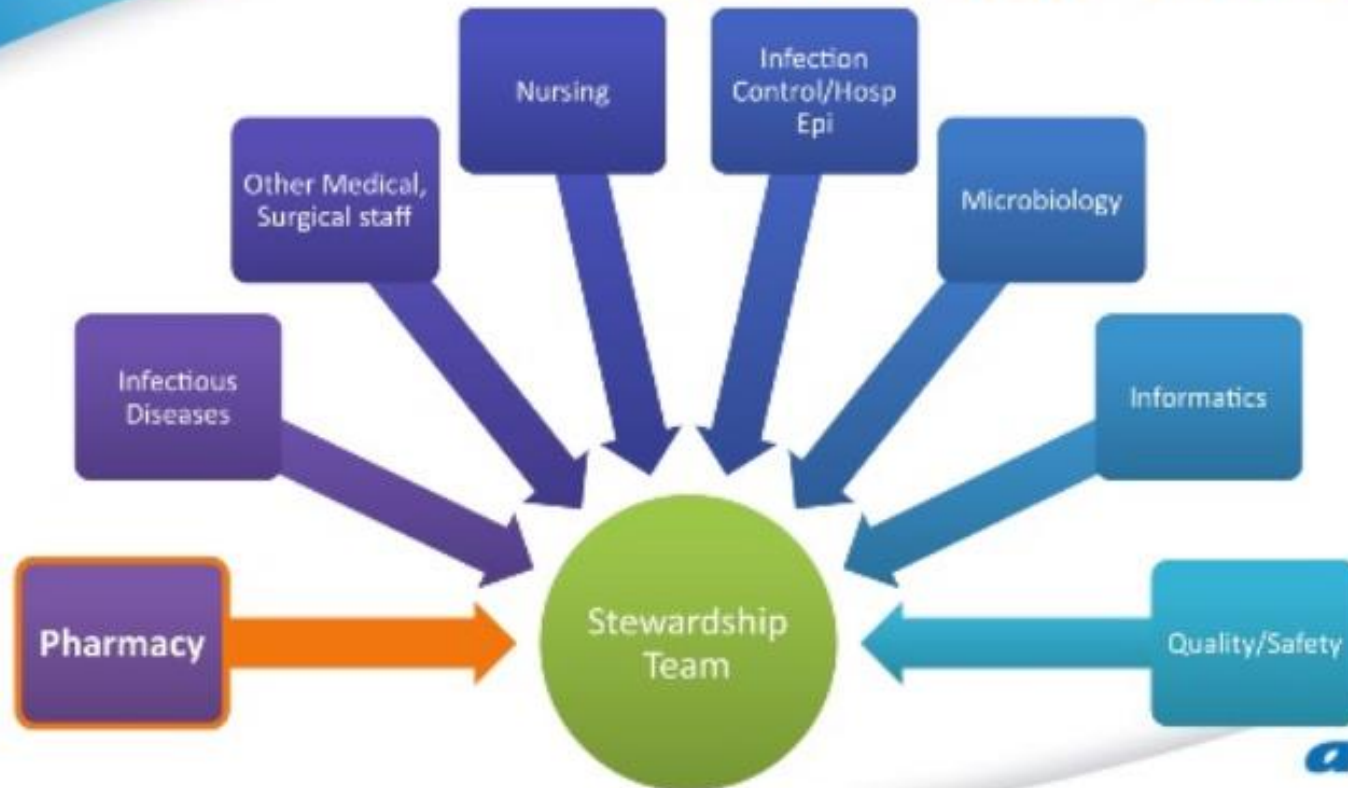 Nursing
Infection
Control/Hosp
Epi
Other Medical,
Surgical staff
Microbiology
Infectious
Diseases
Informatics
Pharmacy
Stewardship
Team
Quality/Safety